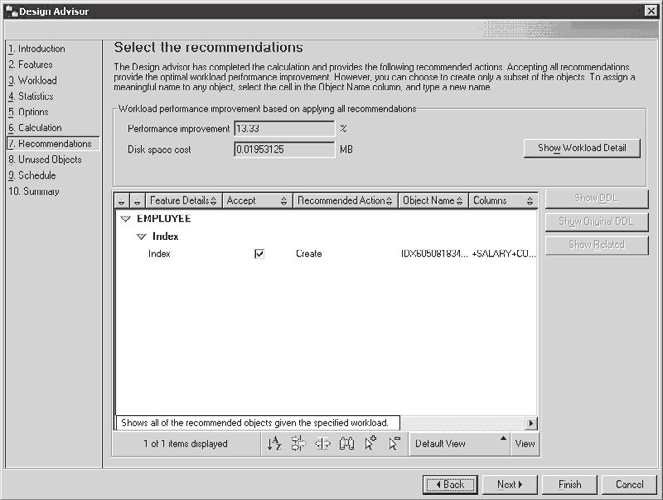 Design Advisor
1. Introduction
2. Features
3. Workload
4. Statistics
5. Options
6. Calculation
7. Recommendations
8. Unused Objects
9. Schedule
10. Summary
Select the recommendations
The Design advisor has completed the calculation and provides the following recommended actions. Accepting all recommendations
provide the optimal workload performance improvement. However, you can choose to create only a subset of the objects. To assign a
meaningful name to any object, select the cell in the Object Name column, and type a new name.
Workload performance improvement based on applying all recommendations
Performance improvement 13.33 %
Disk space cost 0.01953125 MB
Show Workload Detail
Feature Details Accept Recommended Action Object Name Columns
EMPLOYEE
Index
Index Create IDX605081834... +SALARY+CO...
Show DDL
Show Original DDL
Show Related
Shows all of the recommended objects given the specified workload.
1 of 1 items displayed Default View View
Back Next Finish Cancel